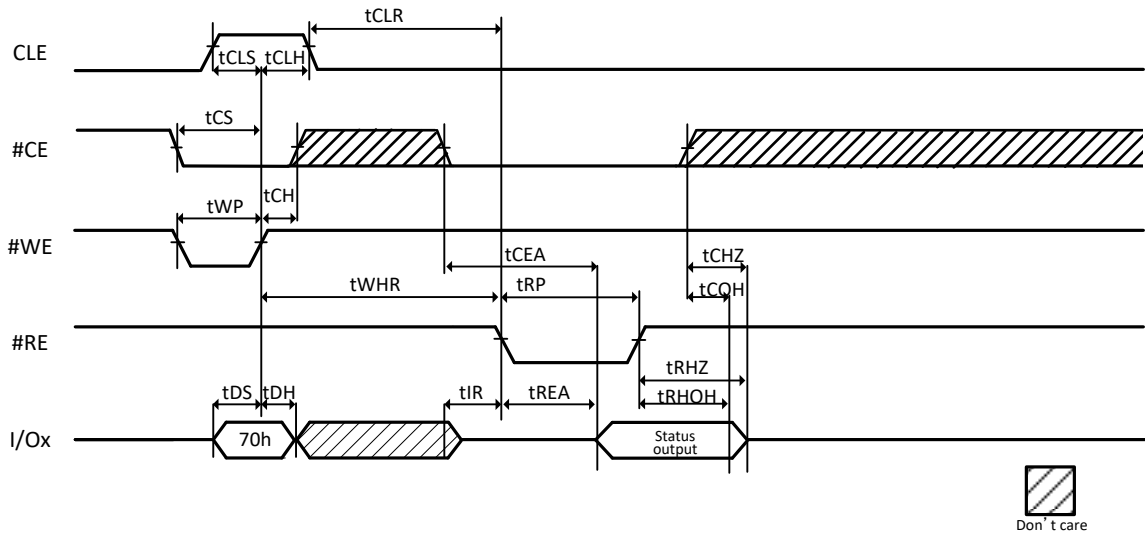 tCLR
CLE
tCLS tCLH
tCS
#CE
tCH
tWP
#WE
tCEA
tCHZ
tWHR tRP tCOH
#RE
tRHZ
tDS tDH tIR tREA tRHOH
I/Ox 70h Status
output
Don’t care